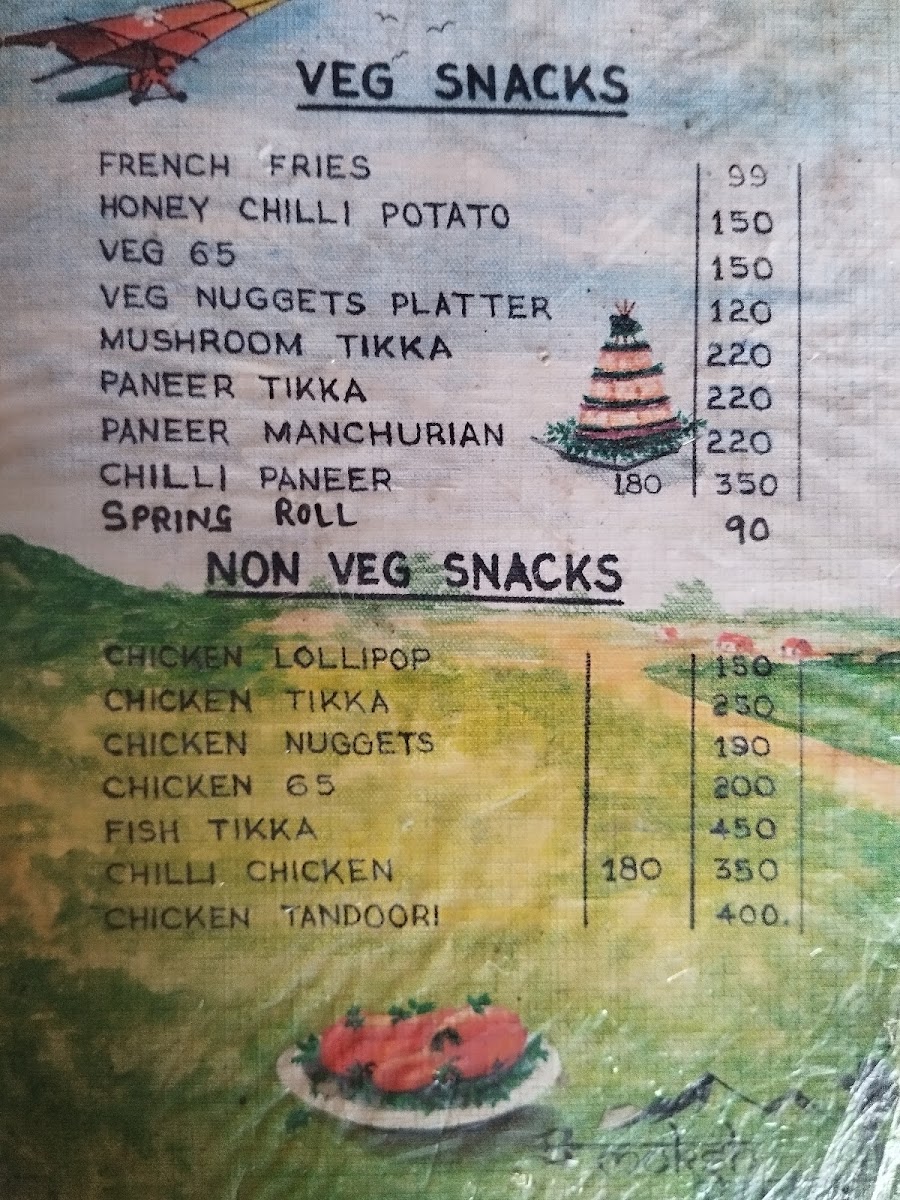 VEG SNACKS
FRENCH FRIES 99
HONEY CHILLI POTATO 150
VEG 65 150
VEG NUGGETS PLATTER 120
MUSHROOM TIKKA 220
PANEER TIKKA 220
PANEER MANCHURIAN 220
CHILLI PANEER 180 350
SPRING ROLL 90
NON VEG SNACKS
CHICKEN LOLLIPOP
CHICKEN TIKKA
CHICKEN NUGGETS 190
CHICKEN 65 200
FISH TIKKA 450
CHILLI CHICKEN 180 350
CHICKEN TANDOORI 400.